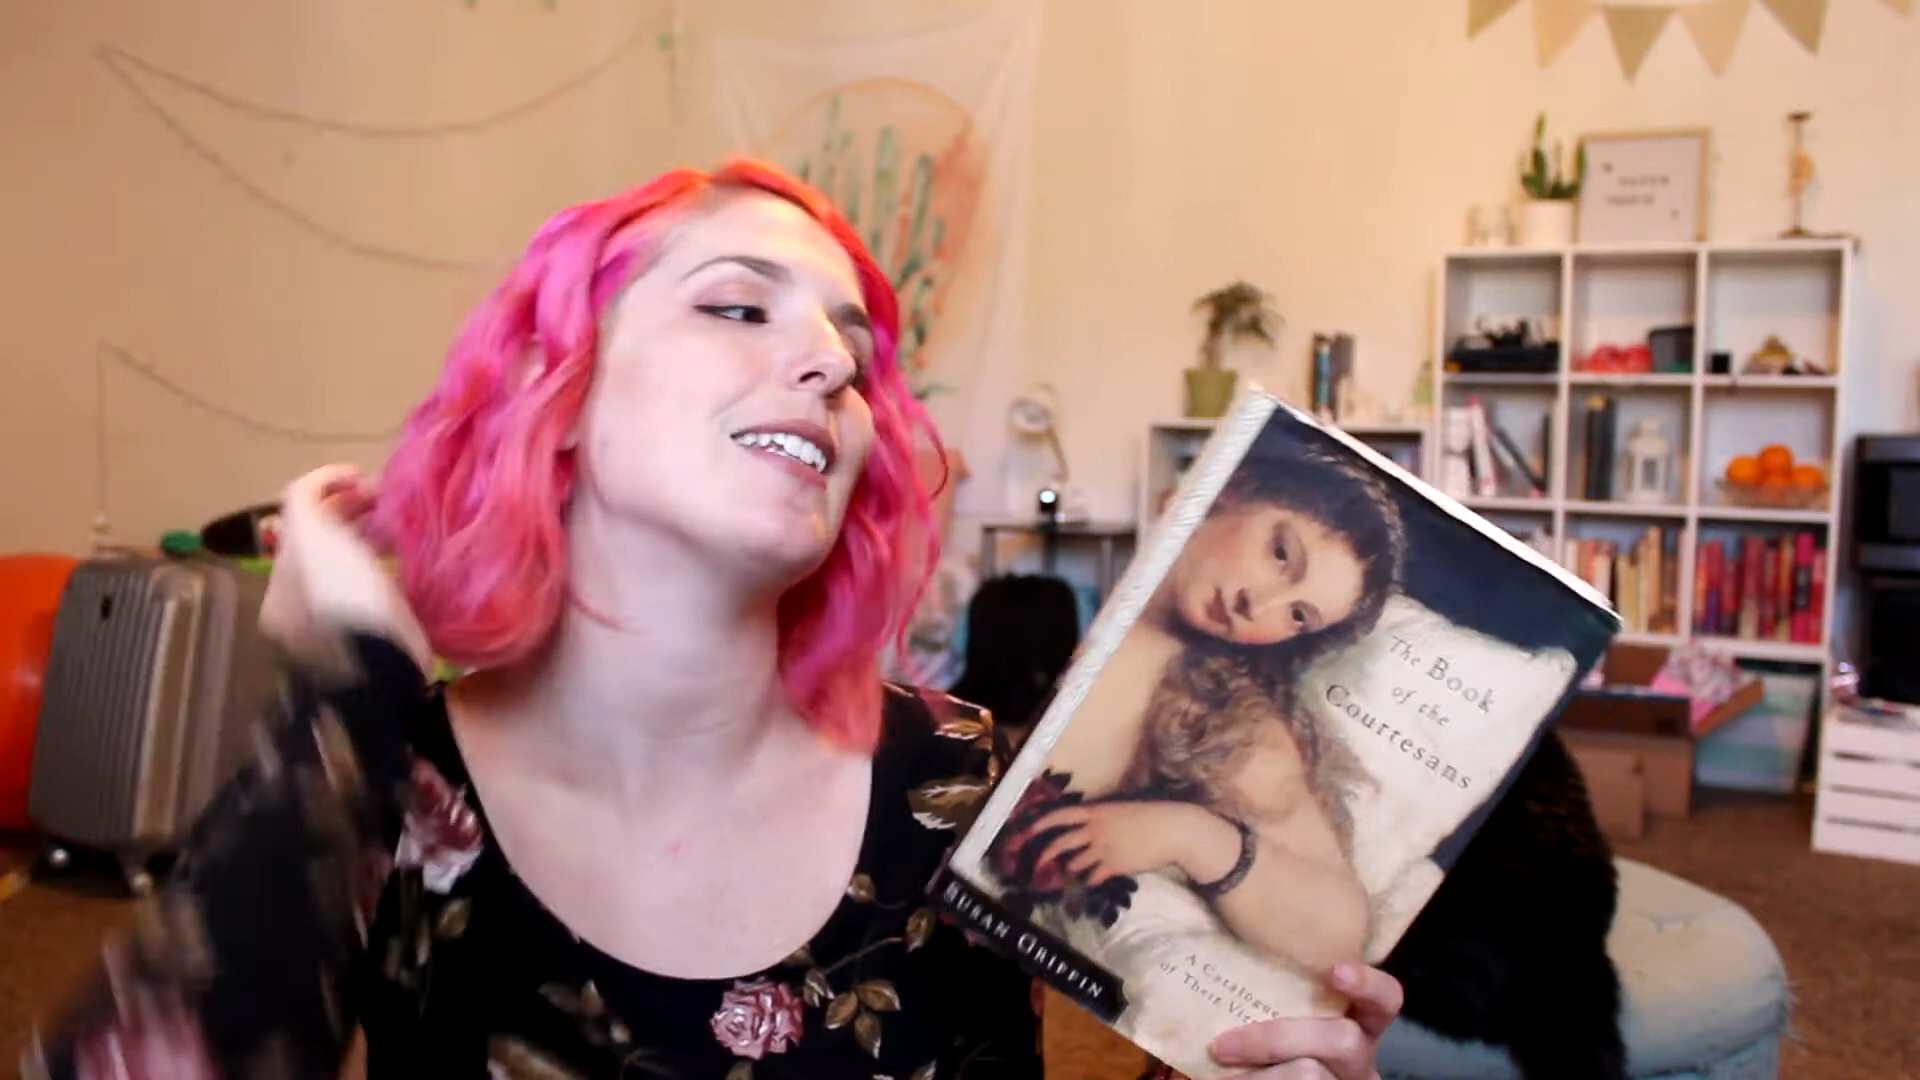 The Book
of the
Courtesans
SUSAN GRIFFIN
A Catalogue
of Their